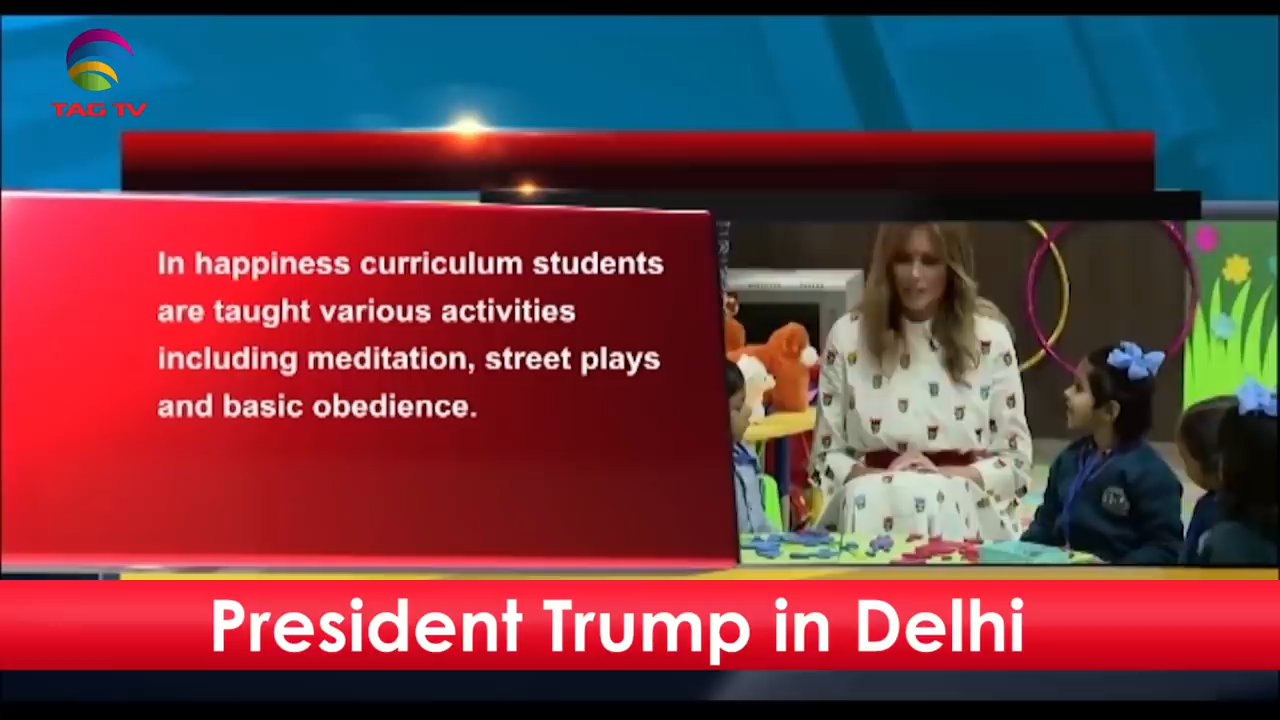 TAG TV
In happiness curriculum students
are taught various activities
including meditation, street plays
and basic obedience.
President Trump in Delhi